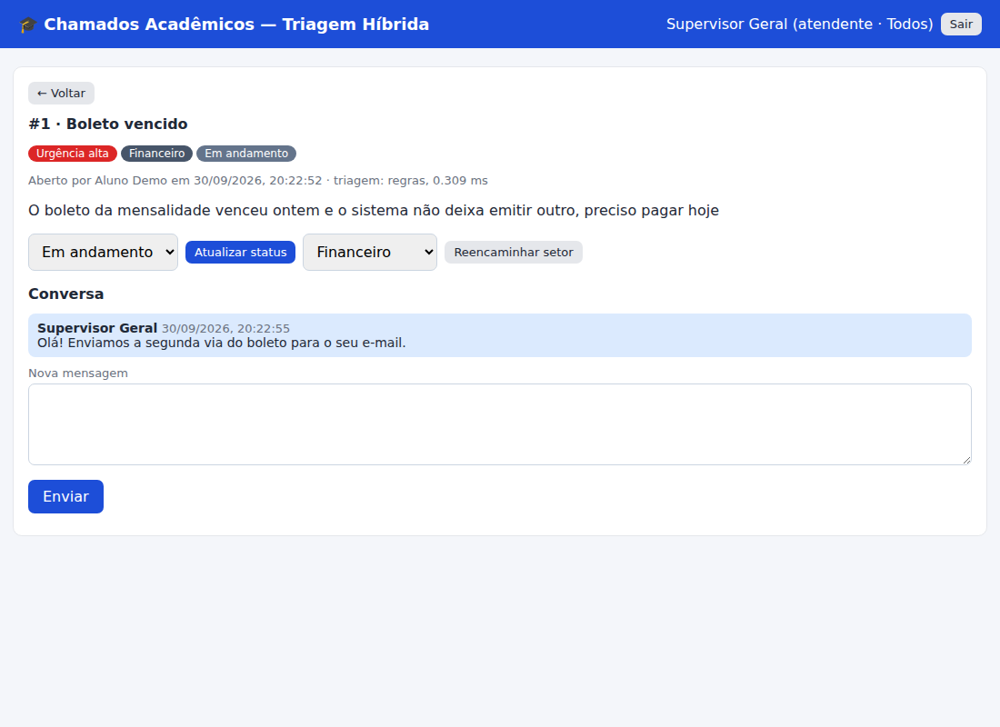 🎓 Chamados Acadêmicos — Triagem Híbrida
Supervisor Geral (atendente · Todos) Sair
← Voltar
#1 · Boleto vencido
Urgência alta Financeiro Em andamento
Aberto por Aluno Demo em 30/09/2026, 20:22:52 · triagem: regras, 0.309 ms
O boleto da mensalidade venceu ontem e o sistema não deixa emitir outro, preciso pagar hoje
Em andamento Atualizar status Financeiro Reencaminhar setor
Conversa
Supervisor Geral 30/09/2026, 20:22:55
Olá! Enviamos a segunda via do boleto para o seu e-mail.
Nova mensagem
Enviar